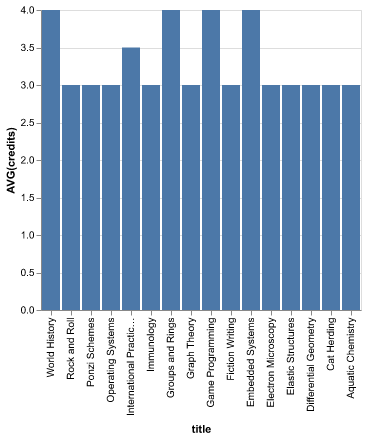 4.0
3.5
3.0
2.5
2.0
1.5
1.0
0.5
0.0
AVG(credits)
World History
Rock and Roll
Ponzi Schemes
Operating Systems
International Practic…
Immunology
Groups and Rings
Graph Theory
Game Programming
Fiction Writing
Embedded Systems
Electron Microscopy
Elastic Structures
Differential Geometry
Cat Herding
Aquatic Chemistry
title